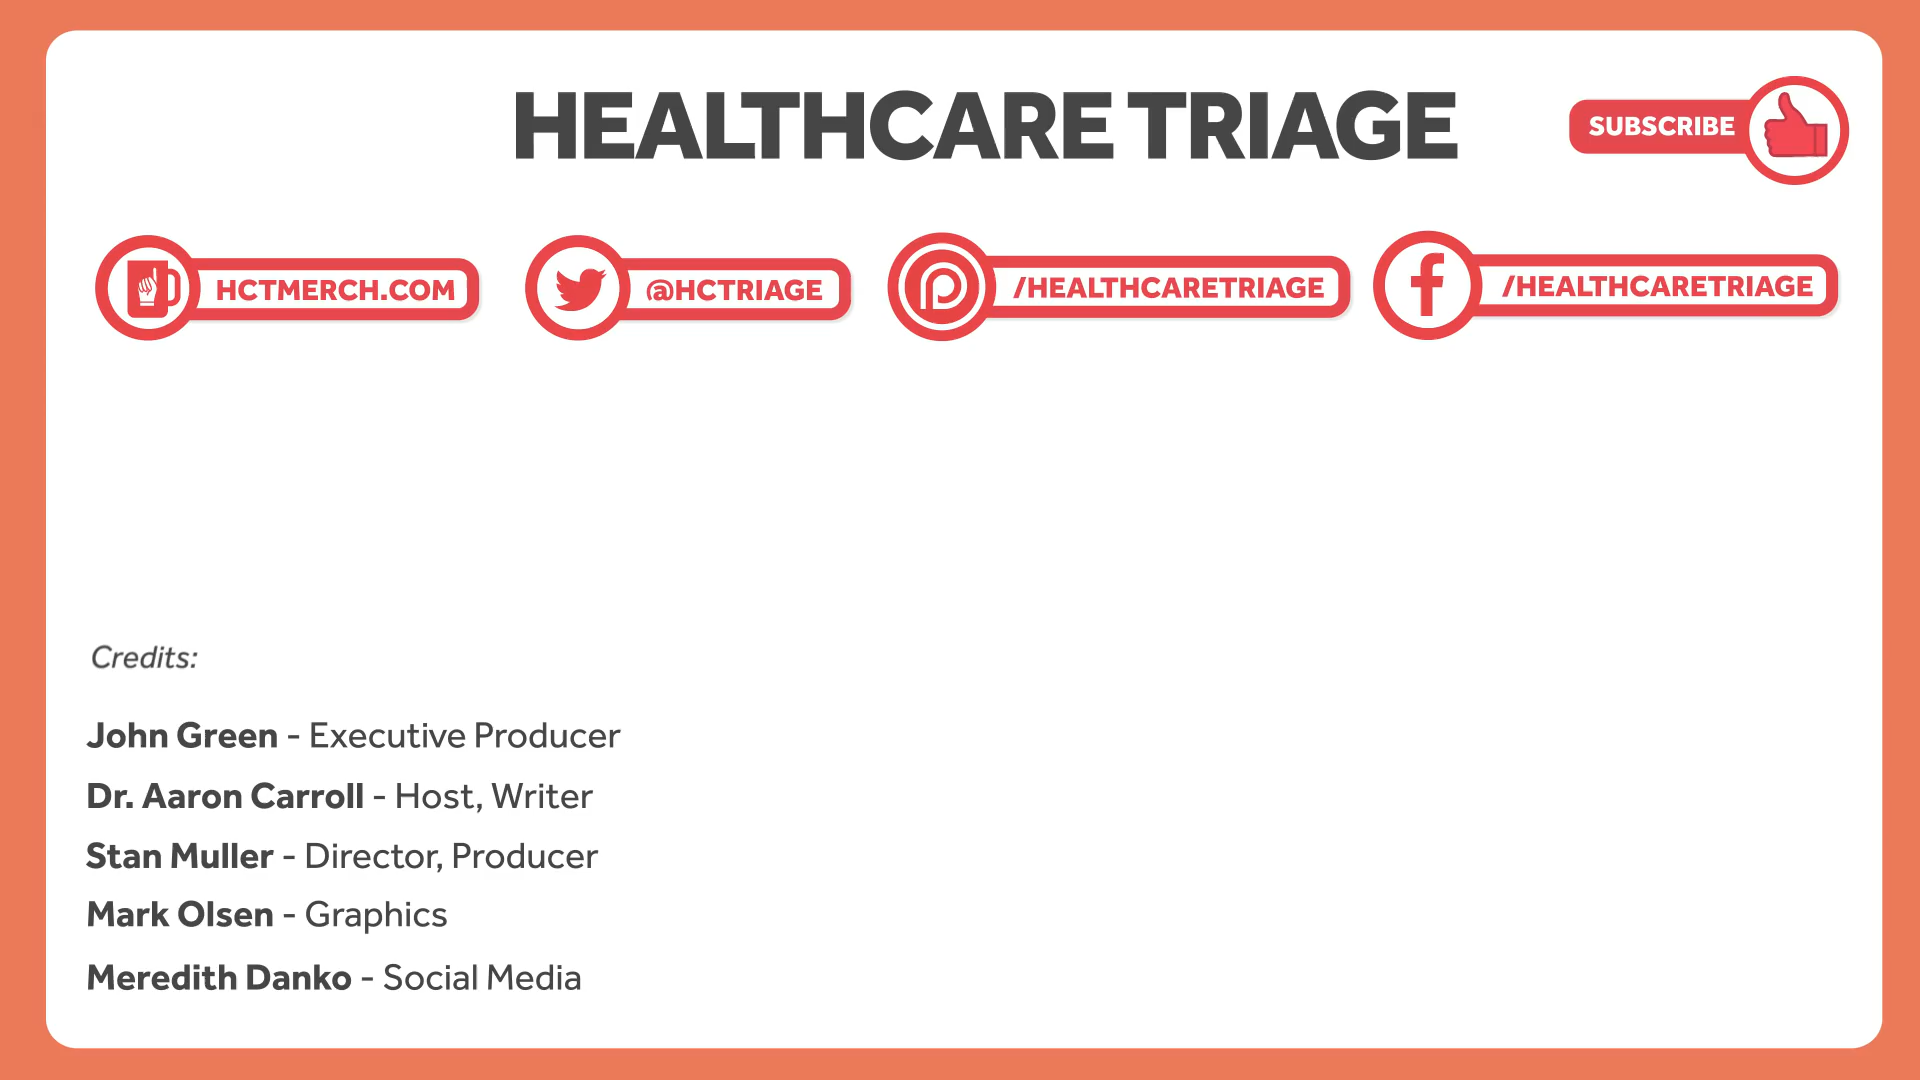 HEALTHCARE TRIAGE
SUBSCRIBE
HCTMERCH.COM
@HCTRIAGE
/HEALTHCARETRIAGE
/HEALTHCARETRIAGE
Credits:
John Green - Executive Producer
Dr. Aaron Carroll - Host, Writer
Stan Muller - Director, Producer
Mark Olsen - Graphics
Meredith Danko - Social Media